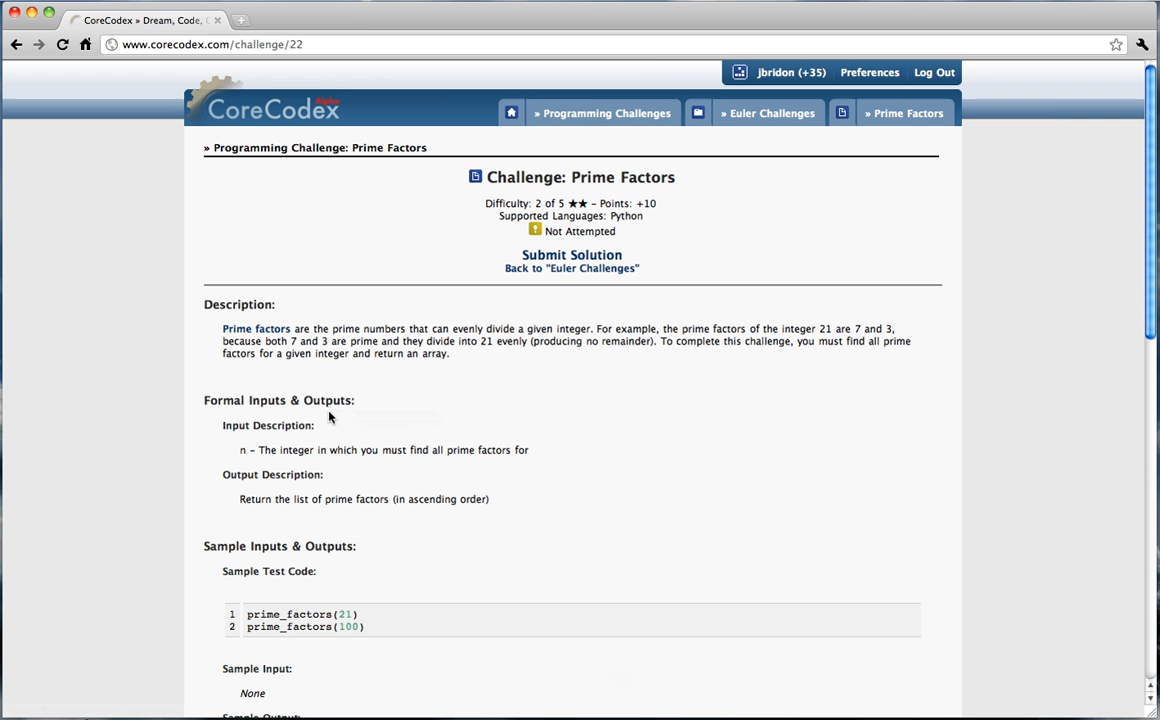 CoreCodex » Dream, Code, C
www.corecodex.com/challenge/22
jbridon (+35) Preferences Log Out
CoreCodex Alpha
» Programming Challenges » Euler Challenges » Prime Factors
» Programming Challenge: Prime Factors
Challenge: Prime Factors
Difficulty: 2 of 5 ★★ – Points: +10
Supported Languages: Python
Not Attempted
Submit Solution
Back to "Euler Challenges"
Description:
Prime factors are the prime numbers that can evenly divide a given integer. For example, the prime factors of the integer 21 are 7 and 3,
because both 7 and 3 are prime and they divide into 21 evenly (producing no remainder). To complete this challenge, you must find all prime
factors for a given integer and return an array.
Formal Inputs & Outputs:
Input Description:
n – The integer in which you must find all prime factors for
Output Description:
Return the list of prime factors (in ascending order)
Sample Inputs & Outputs:
Sample Test Code:
1 prime_factors(21)
2 prime_factors(100)
Sample Input:
None
Sample Output: